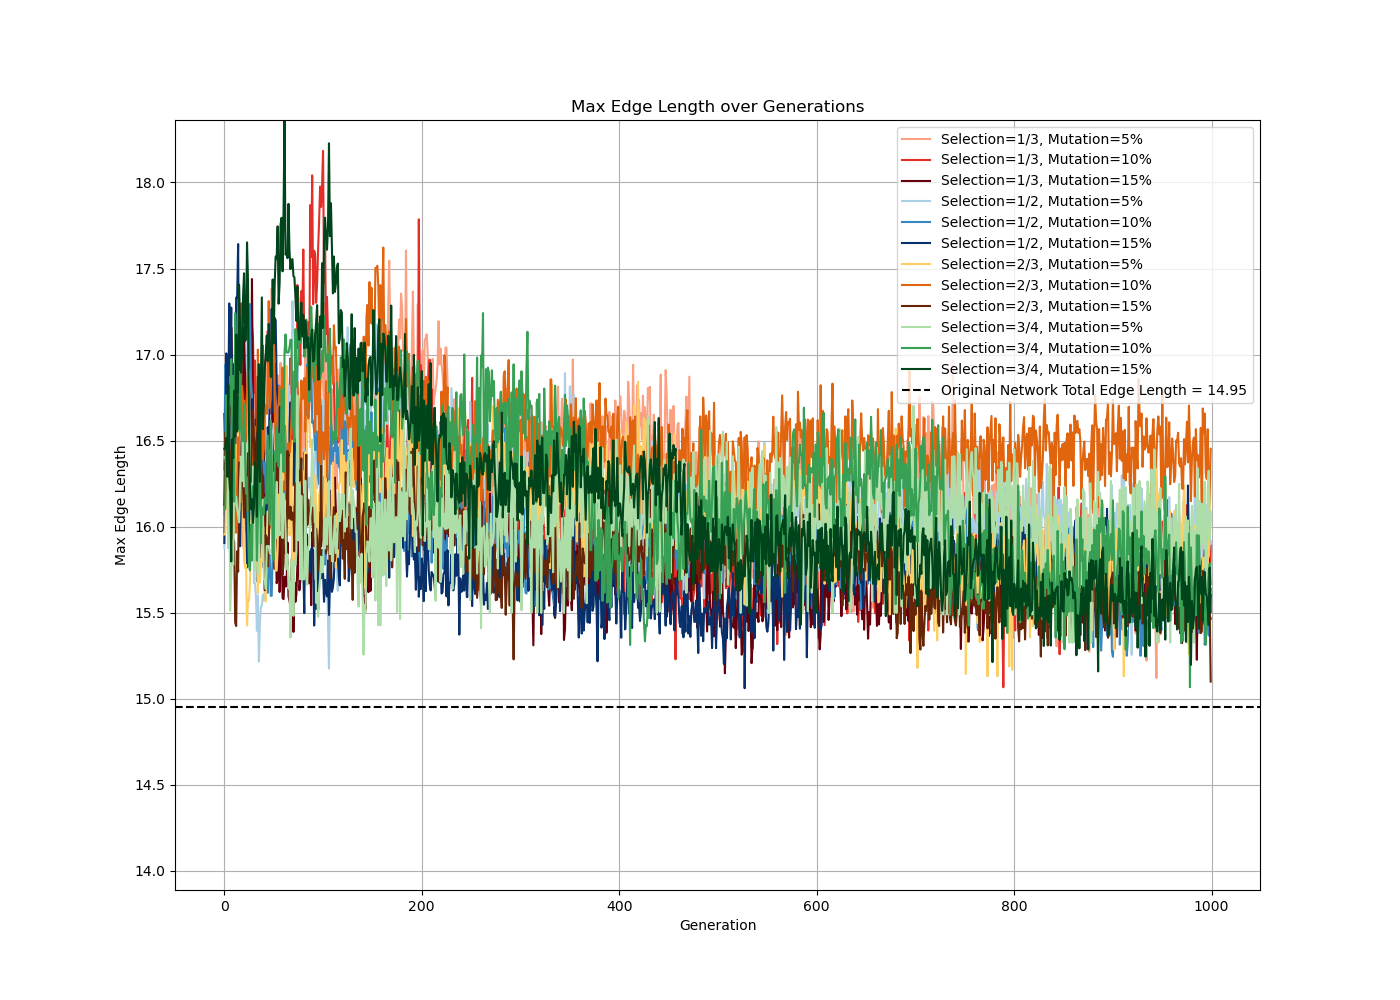 Max Edge Length over Generations
Selection=1/3, Mutation=5%
Selection=1/3, Mutation=10%
Selection=1/3, Mutation=15%
Selection=1/2, Mutation=5%
Selection=1/2, Mutation=10%
Selection=1/2, Mutation=15%
Selection=2/3, Mutation=5%
Selection=2/3, Mutation=10%
Selection=2/3, Mutation=15%
Selection=3/4, Mutation=5%
Selection=3/4, Mutation=10%
Selection=3/4, Mutation=15%
Original Network Total Edge Length = 14.95
Max Edge Length
18.0
17.5
17.0
16.5
16.0
15.5
15.0
14.5
14.0
0 200 400 600 800 1000
Generation